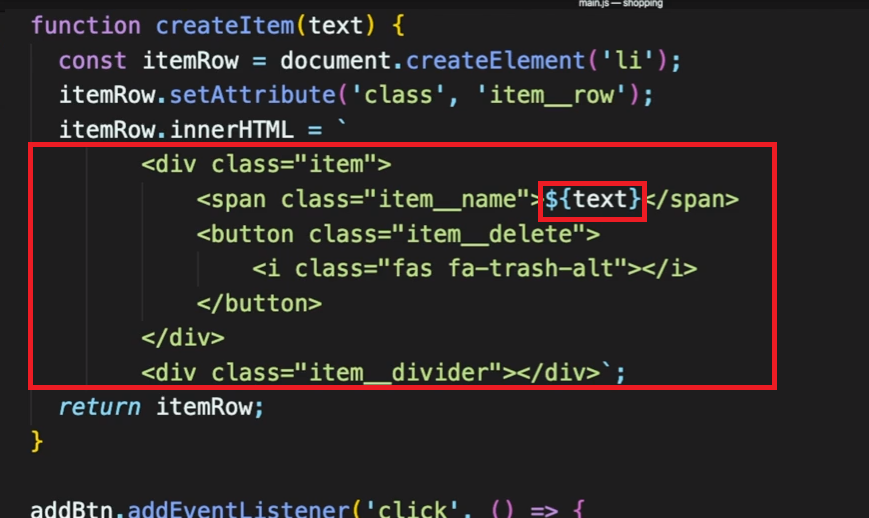 main.js — shopping
function createItem(text) {
  const itemRow = document.createElement('li');
  itemRow.setAttribute('class', 'item__row');
  itemRow.innerHTML = `
        <div class="item">
            <span class="item__name">${text}</span>
            <button class="item__delete">
                <i class="fas fa-trash-alt"></i>
            </button>
        </div>
        <div class="item__divider"></div>`;
  return itemRow;
}
addBtn.addEventListener('click', () => {